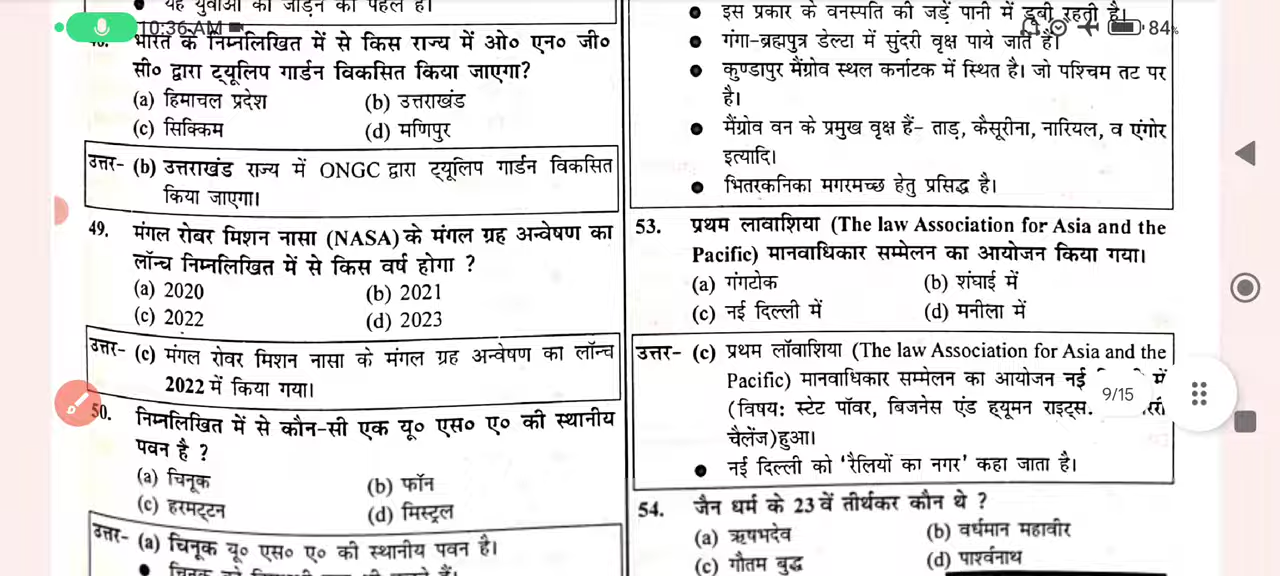 यह युवाओं को जोड़ने की पहल है।
10:36 AM
भारत के निम्नलिखित में से किस राज्य में ओ० एन० जी०
सी० द्वारा ट्यूलिप गार्डन विकसित किया जाएगा?
(a) हिमाचल प्रदेश (b) उत्तराखंड
(c) सिक्किम (d) मणिपुर
उत्तर- (b) उत्तराखंड राज्य में ONGC द्वारा ट्यूलिप गार्डन विकसित
किया जाएगा।
49. मंगल रोबर मिशन नासा (NASA) के मंगल ग्रह अन्वेषण का
लॉन्च निम्नलिखित में से किस वर्ष होगा ?
(a) 2020 (b) 2021
(c) 2022 (d) 2023
उत्तर- (c) मंगल रोवर मिशन नासा के मंगल ग्रह अन्वेषण का लॉन्च
2022 में किया गया।
50. निम्नलिखित में से कौन-सी एक यू० एस० ए० की स्थानीय
पवन है ?
(a) चिनूक (b) फॉन
(c) हरमट्टन (d) मिस्ट्रल
उत्तर- (a) चिनूक यू० एस० ए० की स्थानीय पवन है।
84%
इस प्रकार के वनस्पति की जड़ें पानी में डूबी रहती है।
गंगा-ब्रह्मपुत्र डेल्टा में सुंदरी वृक्ष पाये जाते है।
कुण्डापुर मैंग्रोव स्थल कर्नाटक में स्थित है। जो पश्चिम तट पर
है।
मैंग्रोव वन के प्रमुख वृक्ष हैं- ताड़, कैसूरीना, नारियल, व एंगोर
इत्यादि।
भितरकनिका मगरमच्छ हेतु प्रसिद्ध है।
53. प्रथम लावाशिया (The law Association for Asia and the
Pacific) मानवाधिकार सम्मेलन का आयोजन किया गया।
(a) गंगटोक (b) शंघाई में
(c) नई दिल्ली में (d) मनीला में
उत्तर- (c) प्रथम लॉवाशिया (The law Association for Asia and the
Pacific) मानवाधिकार सम्मेलन का आयोजन नई में
9/15
(विषय: स्टेट पॉवर, बिजनेस एंड ह्यूमन राइट्स.
चैलेंज) हुआ।
नई दिल्ली को 'रैलियों का नगर' कहा जाता है।
54. जैन धर्म के 23 वें तीर्थकर कौन थे ?
(a) ऋषभदेव (b) वर्धमान महावीर
(c) गौतम बुद्ध (d) पार्श्वनाथ